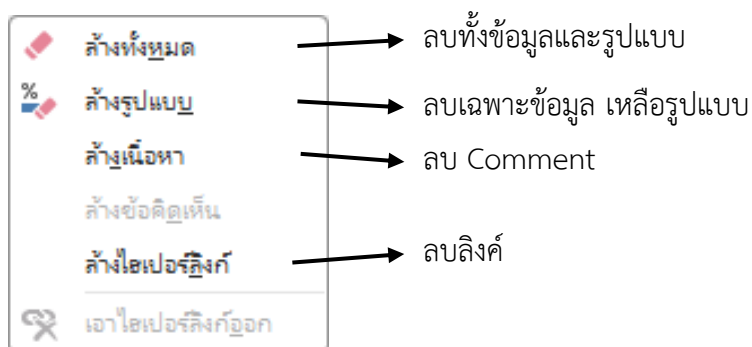 ล้างทั้งหมด ลบทั้งข้อมูลและรูปแบบ
% ล้างรูปแบบ ลบเฉพาะข้อมูล เหลือรูปแบบ
ล้างเนื้อหา ลบ Comment
ล้างข้อคิดเห็น
ล้างไฮเปอร์ลิงก์ ลบลิงค์
เอาไฮเปอร์ลิงก์ออก